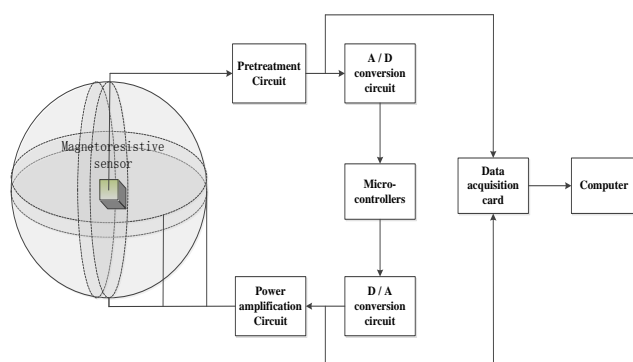 Pretreatment
Circuit
A / D
conversion
circuit
Magnetoresistive
sensor
Micro-
controllers
Data
acquisition
card
Computer
Power
amplification
Circuit
D / A
conversion
circuit